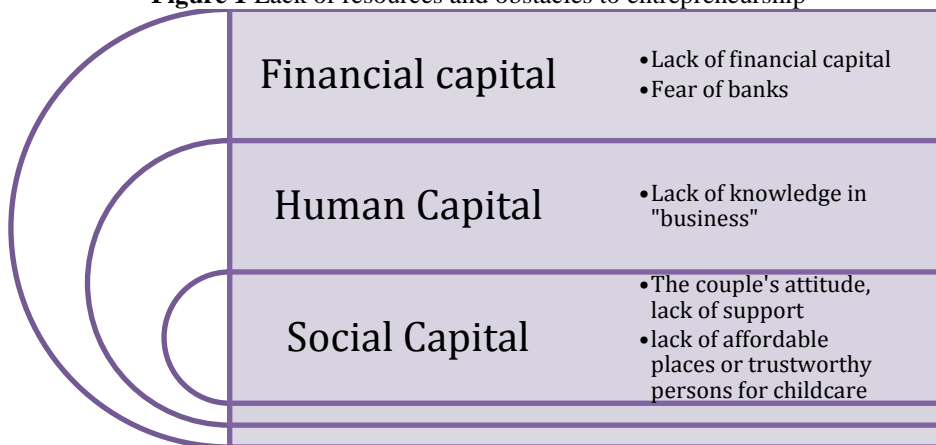 Figure 1 Lack of resources and obstacles to entrepreneurship
Financial capital
•Lack of financial capital
•Fear of banks
Human Capital
•Lack of knowledge in
"business"
Social Capital
•The couple's attitude,
lack of support
•lack of affordable
places or trustworthy
persons for childcare